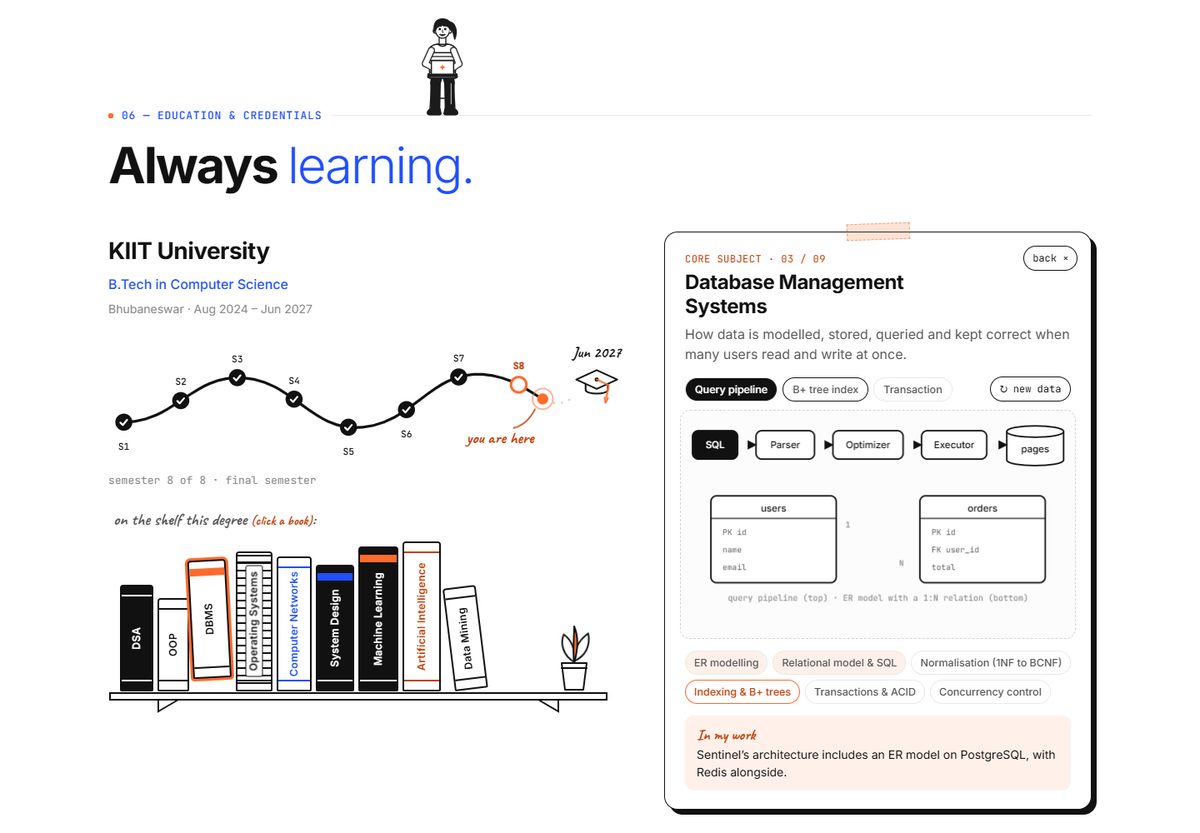 06 — EDUCATION & CREDENTIALS
Always learning.
KIIT University
B.Tech in Computer Science
Bhubaneswar · Aug 2024 – Jun 2027
S1
S2
S3
S4
S5
S6
S7
S8
Jun 2027
you are here
semester 8 of 8 · final semester
on the shelf this degree (click a book):
DSA
OOP
DBMS
Operating Systems
Computer Networks
System Design
Machine Learning
Artificial Intelligence
Data Mining
CORE SUBJECT · 03 / 09
back ×
Database Management
Systems
How data is modelled, stored, queried and kept correct when
many users read and write at once.
Query pipeline
B+ tree index
Transaction
↻ new data
SQL
Parser
Optimizer
Executor
pages
users
PK id
name
email
1
N
orders
PK id
FK user_id
total
query pipeline (top) · ER model with a 1:N relation (bottom)
ER modelling
Relational model & SQL
Normalisation (1NF to BCNF)
Indexing & B+ trees
Transactions & ACID
Concurrency control
In my work
Sentinel's architecture includes an ER model on PostgreSQL, with
Redis alongside.